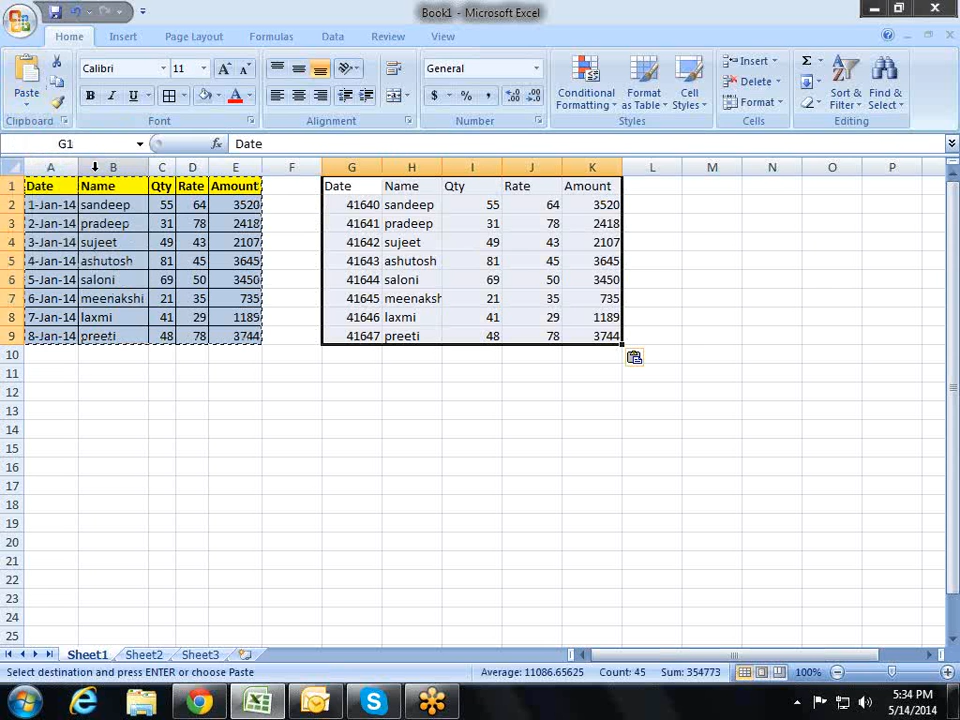 Book1 - Microsoft Excel
Home Insert Page Layout Formulas Data Review View
Paste Calibri 11 A A General Conditional Formatting Format as Table Cell Styles Insert Delete Format Sort & Filter Find & Select
B I U A $ % , Σ
Clipboard Font Alignment Number Styles Cells Editing
G1 fx Date
A B C D E F G H I J K L M N O P
1 Date Name Qty Rate Amount Date Name Qty Rate Amount
2 1-Jan-14 sandeep 55 64 3520 41640 sandeep 55 64 3520
3 2-Jan-14 pradeep 31 78 2418 41641 pradeep 31 78 2418
4 3-Jan-14 sujeet 49 43 2107 41642 sujeet 49 43 2107
5 4-Jan-14 ashutosh 81 45 3645 41643 ashutosh 81 45 3645
6 5-Jan-14 saloni 69 50 3450 41644 saloni 69 50 3450
7 6-Jan-14 meenakshi 21 35 735 41645 meenaksh 21 35 735
8 7-Jan-14 laxmi 41 29 1189 41646 laxmi 41 29 1189
9 8-Jan-14 preeti 48 78 3744 41647 preeti 48 78 3744
10
11
12
13
14
15
16
17
18
19
20
21
22
23
24
25
Sheet1 Sheet2 Sheet3
Select destination and press ENTER or choose Paste Average: 11086.65625 Count: 45 Sum: 354773 100%
5:34 PM
5/14/2014